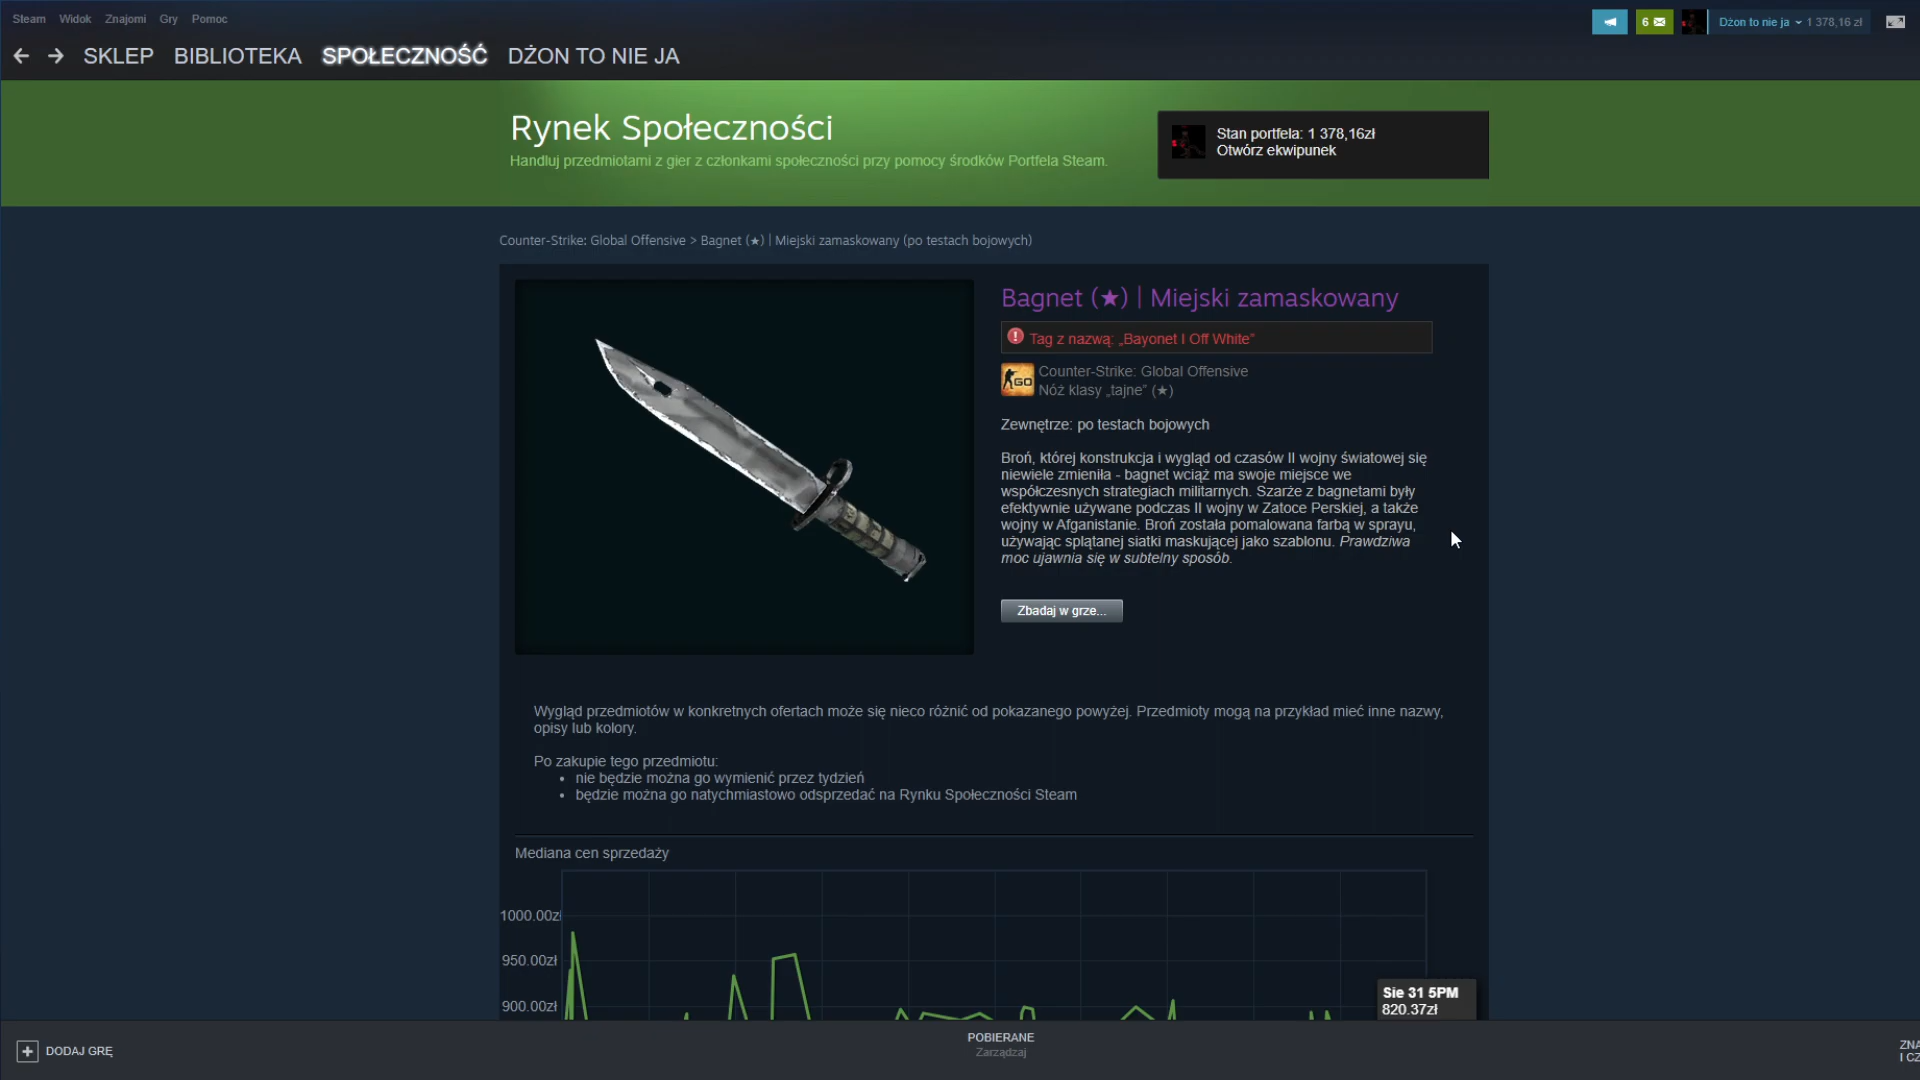 Steam Widok Znajomi Gry Pomoc
6 Dżon to nie ja 1 378,16 zł
SKLEP BIBLIOTEKA SPOŁECZNOŚĆ DŻON TO NIE JA
Rynek Społeczności
Handluj przedmiotami z gier z członkami społeczności przy pomocy środków Portfela Steam.
Stan portfela: 1 378,16zł
Otwórz ekwipunek
Counter-Strike: Global Offensive > Bagnet (★) | Miejski zamaskowany (po testach bojowych)
Bagnet (★) | Miejski zamaskowany
Tag z nazwą: „Bayonet I Off White”
GO
Counter-Strike: Global Offensive
Nóż klasy „tajne” (★)
Zewnętrze: po testach bojowych
Broń, której konstrukcja i wygląd od czasów II wojny światowej się
niewiele zmieniła - bagnet wciąż ma swoje miejsce we
współczesnych strategiach militarnych. Szarże z bagnetami były
efektywnie używane podczas II wojny w Zatoce Perskiej, a także
wojny w Afganistanie. Broń została pomalowana farbą w sprayu,
używając splątanej siatki maskującej jako szablonu. Prawdziwa
moc ujawnia się w subtelny sposób.
Zbadaj w grze...
Wygląd przedmiotów w konkretnych ofertach może się nieco różnić od pokazanego powyżej. Przedmioty mogą na przykład mieć inne nazwy,
opisy lub kolory.
Po zakupie tego przedmiotu:
• nie będzie można go wymienić przez tydzień
• będzie można go natychmiastowo odsprzedać na Rynku Społeczności Steam
Mediana cen sprzedaży
1000.00zł
950.00zł
900.00zł
Sie 31 5PM
820.37zł
+ DODAJ GRĘ
POBIERANE
Zarządzaj
ZNA
I CZ